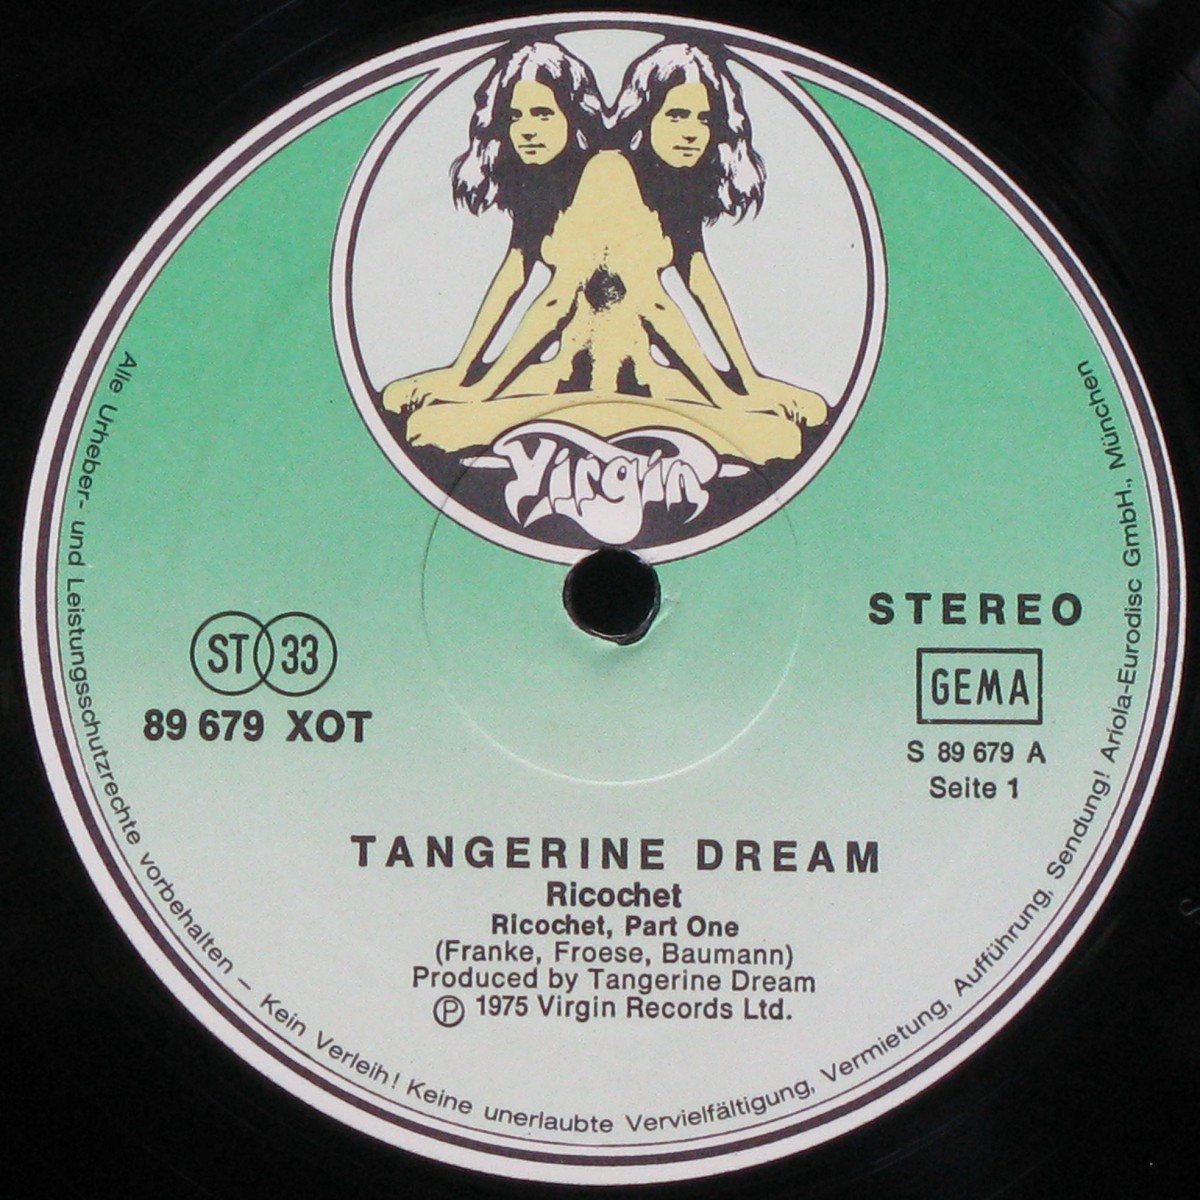 Virgin
STEREO
ST 33
GEMA
89 679 XOT
S 89 679 A
Seite 1
TANGERINE DREAM
Ricochet
Ricochet, Part One
(Franke, Froese, Baumann)
Produced by Tangerine Dream
Ⓟ 1975 Virgin Records Ltd.
Alle Urheber- und Leistungsschutzrechte vorbehalten – Kein Verleih! Keine unerlaubte Vervielfältigung, Vermietung, Aufführung, Sendung! Ariola-Eurodisc GmbH., München